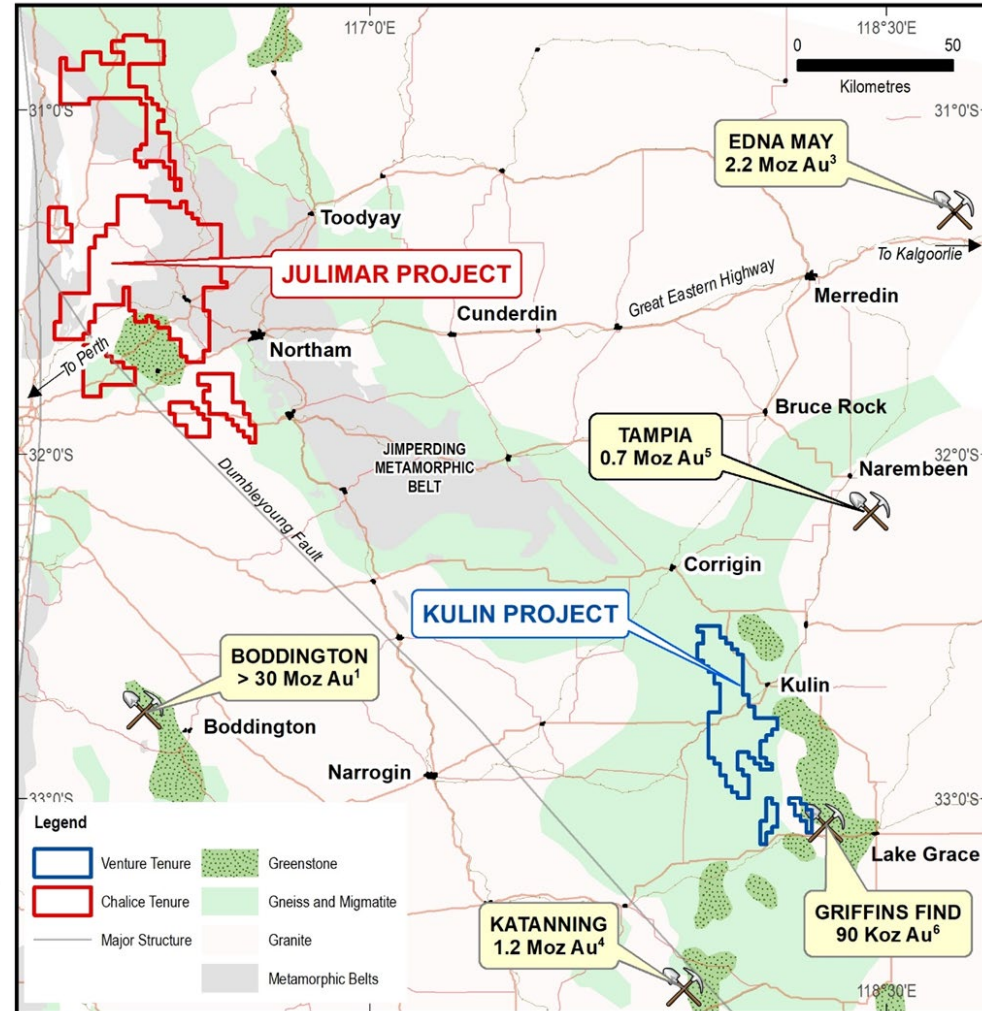 117°0'E
118°30'E
0
50
Kilometres
31°0'S
31°0'S
EDNA MAY
2.2 Moz Au³
Toodyay
To Kalgoorlie
JULIMAR PROJECT
Great Eastern Highway
Merredin
Cunderdin
Northam
To Perth
Bruce Rock
TAMPIA
0.7 Moz Au⁵
JIMPERDING
METAMORPHIC
BELT
32°0'S
32°0'S
Narembeen
Dumbleyoung Fault
Corrigin
KULIN PROJECT
BODDINGTON
> 30 Moz Au¹
Kulin
Boddington
Narrogin
33°0'S
33°0'S
Legend
Venture Tenure
Greenstone
Chalice Tenure
Gneiss and Migmatite
Major Structure
Granite
Metamorphic Belts
Lake Grace
KATANNING
1.2 Moz Au⁴
GRIFFINS FIND
90 Koz Au⁶
118°30'E